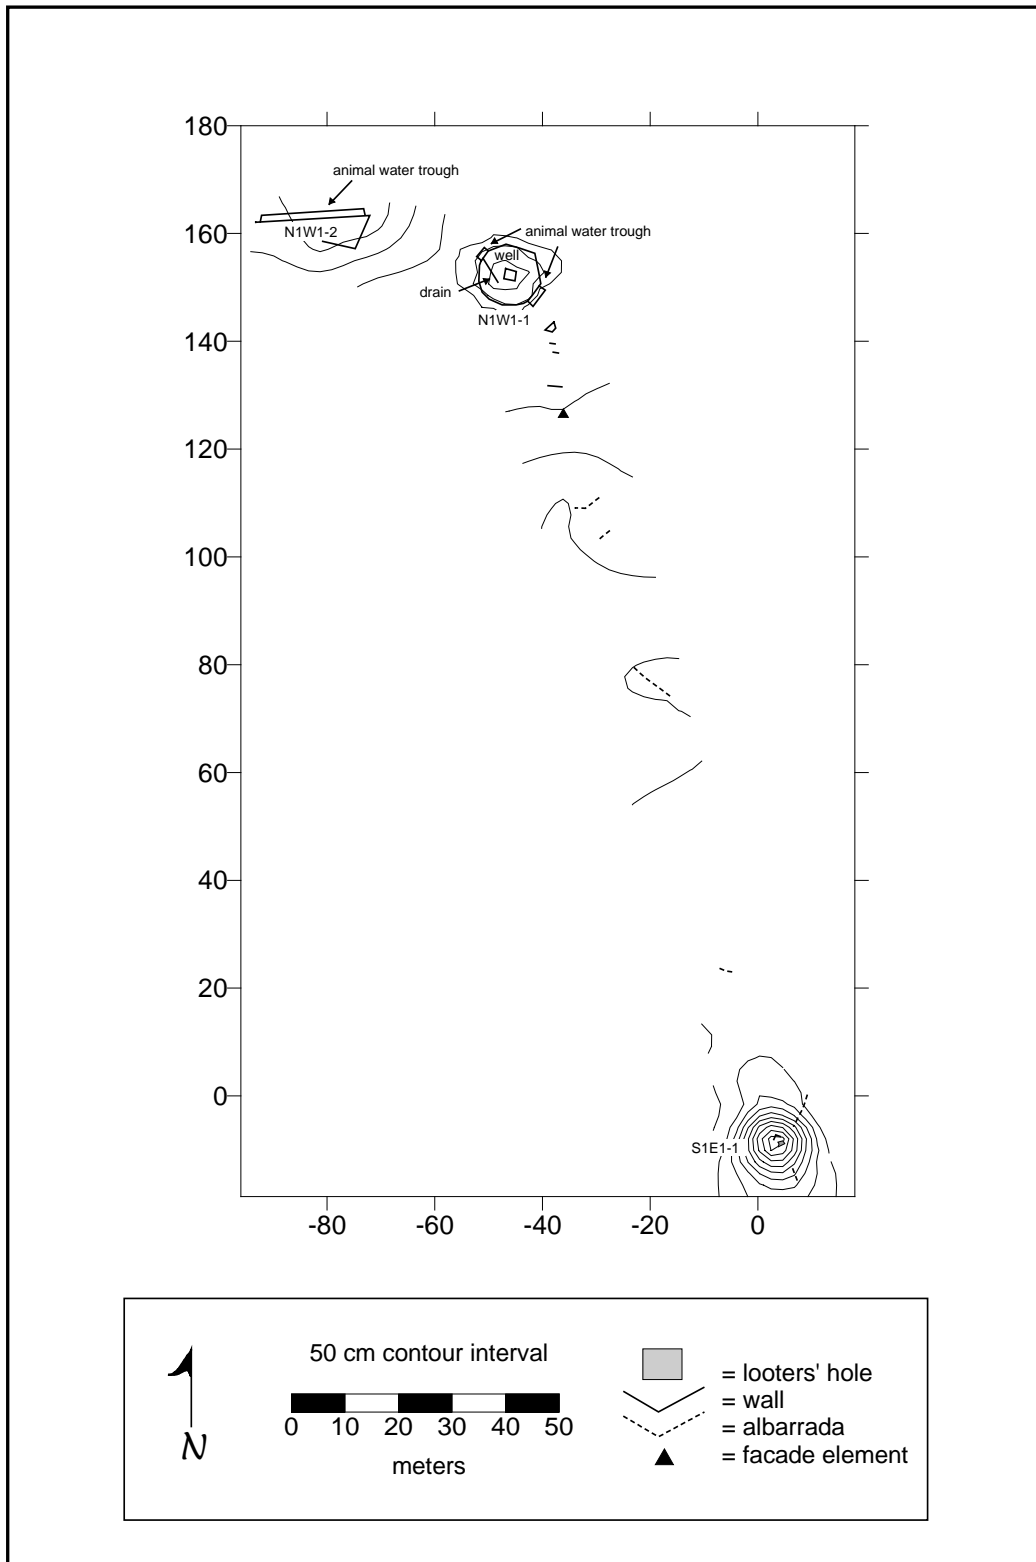 180
animal water trough
160
N1W1-2
animal water trough
well
drain
N1W1-1
140
120
100
80
60
40
20
0
S1E1-1
-80 -60 -40 -20 0
50 cm contour interval
0 10 20 30 40 50
meters
N
= looters' hole
= wall
= albarrada
= facade element